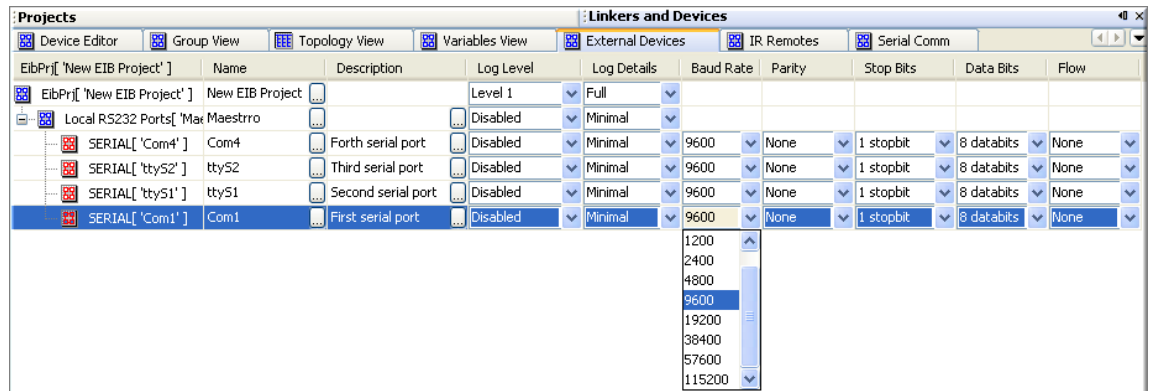 Projects Linkers and Devices
Device Editor Group View Topology View Variables View External Devices IR Remotes Serial Comm
EibPrj[ 'New EIB Project' ] Name Description Log Level Log Details Baud Rate Parity Stop Bits Data Bits Flow
EibPrj[ 'New EIB Project' ] New EIB Project ... Level 1 Full
Local RS232 Ports[ 'Mae Maestrro ... ... Disabled Minimal
SERIAL[ 'Com4' ] Com4 ... Forth serial port ... Disabled Minimal 9600 None 1 stopbit 8 databits None
SERIAL[ 'ttyS2' ] ttyS2 ... Third serial port ... Disabled Minimal 9600 None 1 stopbit 8 databits None
SERIAL[ 'ttyS1' ] ttyS1 ... Second serial port ... Disabled Minimal 9600 None 1 stopbit 8 databits None
SERIAL[ 'Com1' ] Com1 ... First serial port ... Disabled Minimal 9600 None 1 stopbit 8 databits None
1200
2400
4800
9600
19200
38400
57600
115200